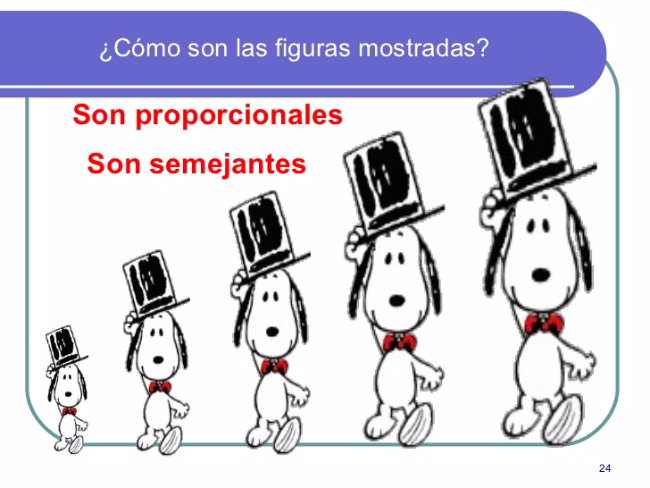 ¿Cómo son las figuras mostradas?
Son proporcionales
Son semejantes
24